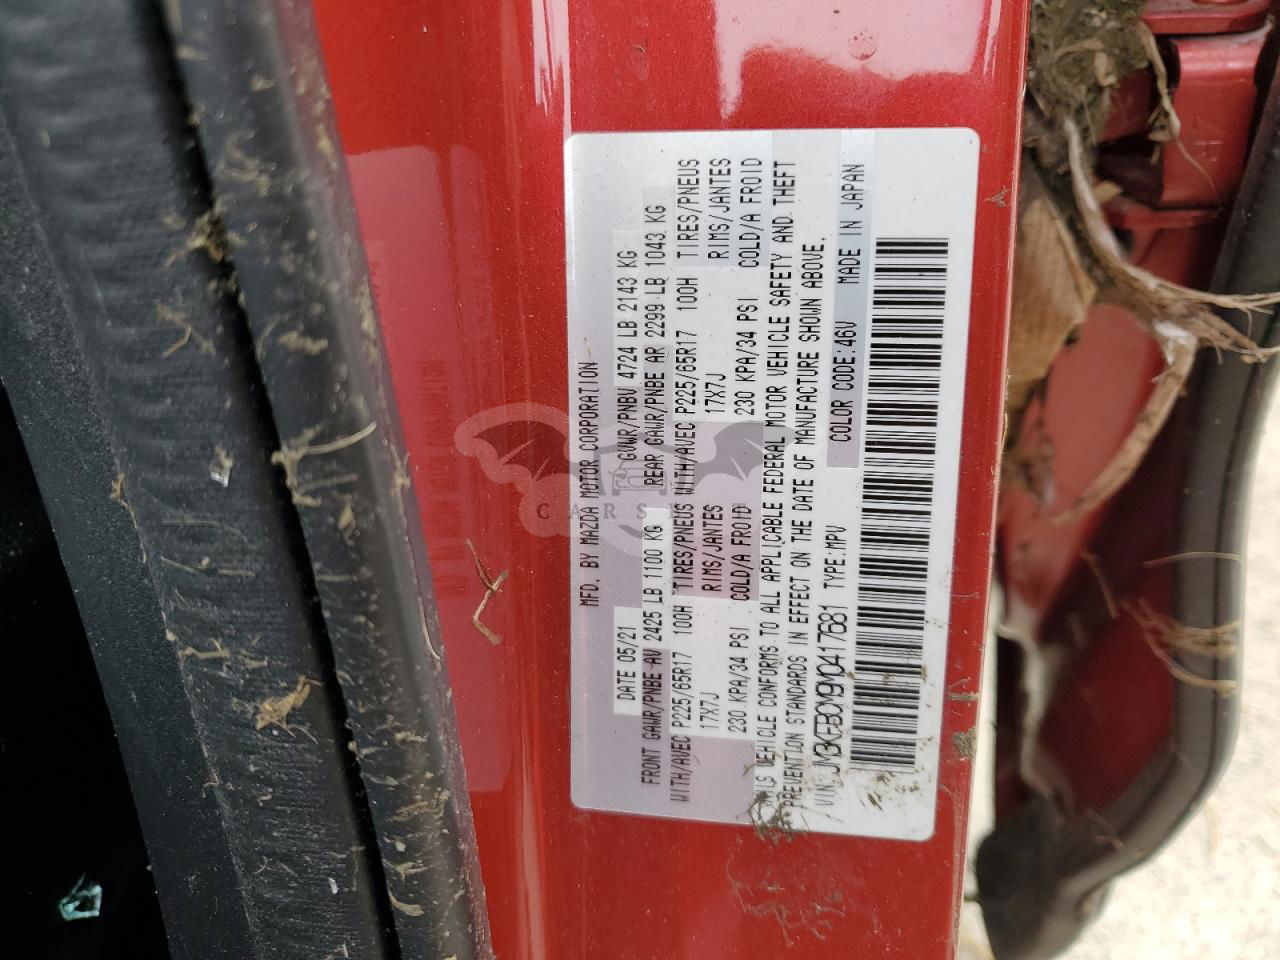 MFD. BY MAZDA MOTOR CORPORATION
DATE 05/21 GVWR/PNBV 4724 LB 2143 KG
FRONT GAWR/PNBE AV 2425 LB 1100 KG REAR GAWR/PNBE AR 2299 LB 1043 KG
WITH/AVEC P225/65R17 100H TIRES/PNEUS WITH/AVEC P225/65R17 100H TIRES/PNEUS
17X7J RIMS/JANTES 17X7J RIMS/JANTES
230 KPA/34 PSI COLD/A FROID 230 KPA/34 PSI COLD/A FROID
THIS VEHICLE CONFORMS TO ALL APPLICABLE FEDERAL MOTOR VEHICLE SAFETY AND THEFT
PREVENTION STANDARDS IN EFFECT ON THE DATE OF MANUFACTURE SHOWN ABOVE.
VIN: JM3KFBCM9M0417681 TYPE:MPV COLOR CODE:46V MADE IN JAPAN